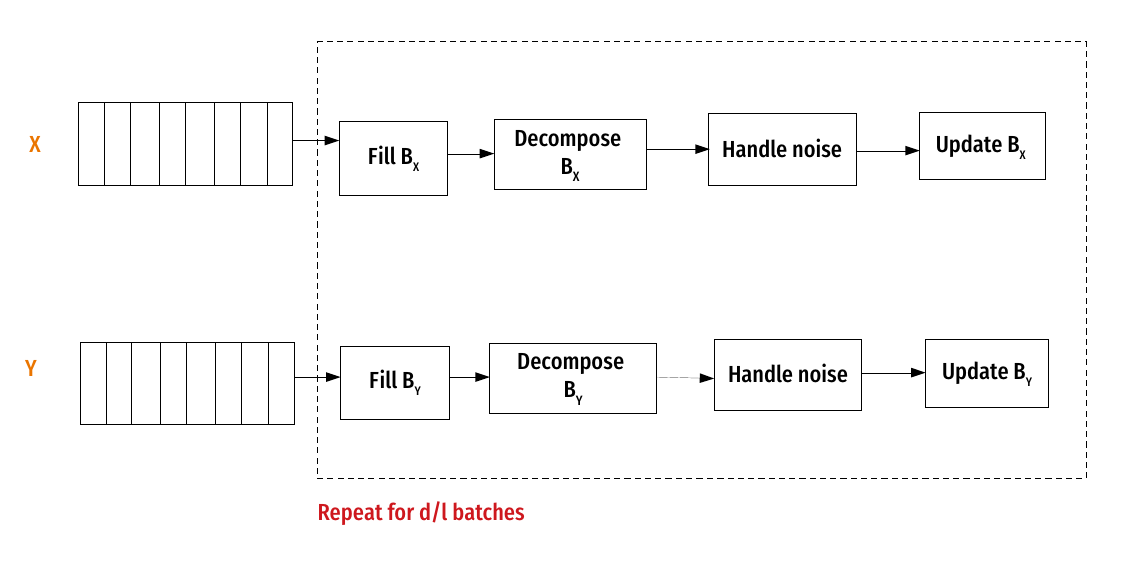 X
Fill B_X
Decompose
B_X
Handle noise
Update B_X
Y
Fill B_Y
Decompose
B_Y
Handle noise
Update B_Y
Repeat for d/l batches